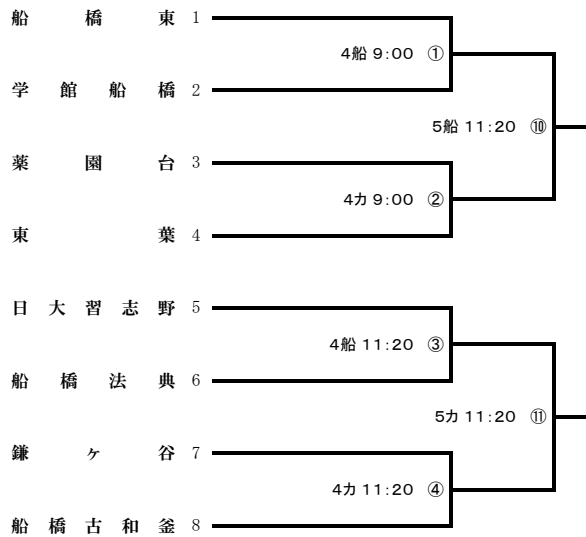 船橋東 1
4船 9:00 ①
学館船橋 2
5船 11:20 ⑩
薬園台 3
4カ 9:00 ②
東葉 4
日大習志野 5
4船 11:20 ③
船橋法典 6
5カ 11:20 ⑪
鎌ヶ谷 7
4カ 11:20 ④
船橋古和釜 8